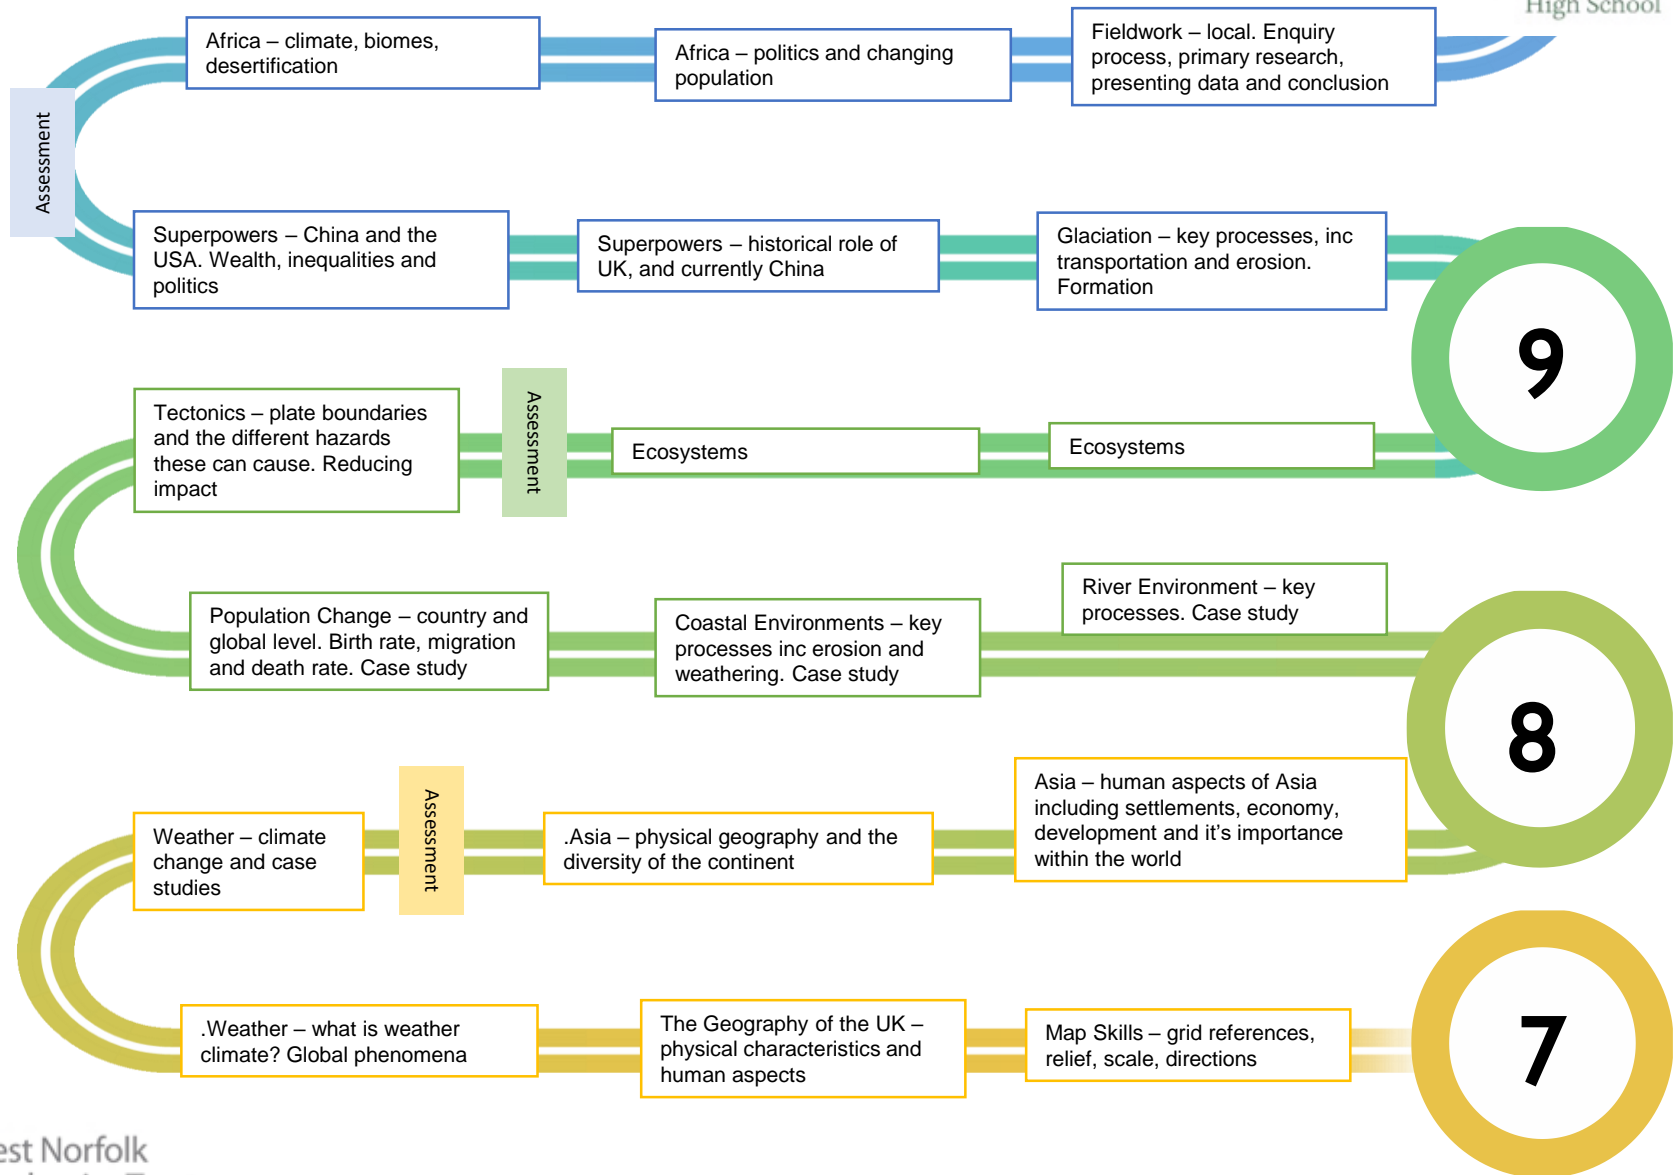 High School
Africa – climate, biomes,
desertification
Africa – politics and changing
population
Fieldwork – local. Enquiry
process, primary research,
presenting data and conclusion
Assessment
Superpowers – China and the
USA. Wealth, inequalities and
politics
Superpowers – historical role of
UK, and currently China
Glaciation – key processes, inc
transportation and erosion.
Formation
9
Tectonics – plate boundaries
and the different hazards
these can cause. Reducing
impact
Assessment
Ecosystems
Ecosystems
Population Change – country and
global level. Birth rate, migration
and death rate. Case study
Coastal Environments – key
processes inc erosion and
weathering. Case study
River Environment – key
processes. Case study
8
Weather – climate
change and case
studies
Assessment
.Asia – physical geography and the
diversity of the continent
Asia – human aspects of Asia
including settlements, economy,
development and it's importance
within the world
.Weather – what is weather
climate? Global phenomena
The Geography of the UK –
physical characteristics and
human aspects
Map Skills – grid references,
relief, scale, directions
7
Norfolk